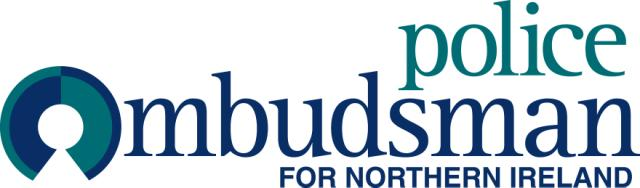 police
Ombudsman
FOR NORTHERN IRELAND